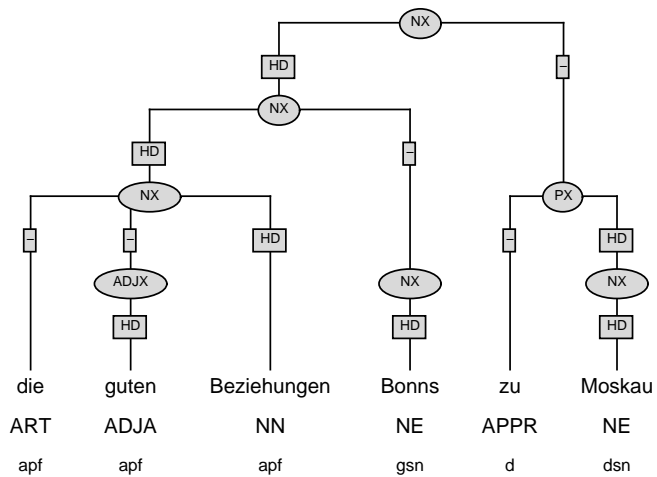 NX
HD –
NX
HD –
NX PX
– – HD – HD
ADJX NX NX
HD HD HD
die guten Beziehungen Bonns zu Moskau
ART ADJA NN NE APPR NE
apf apf apf gsn d dsn